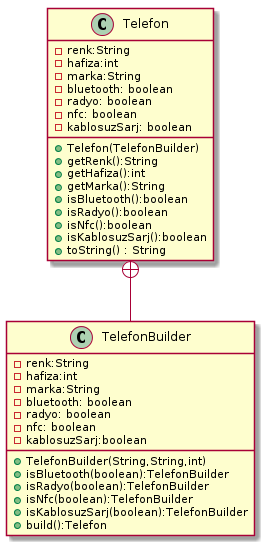 C Telefon
renk:String
hafiza:int
marka:String
bluetooth: boolean
radyo: boolean
nfc: boolean
kablosuzSarj: boolean
Telefon(TelefonBuilder)
getRenk():String
getHafiza():int
getMarka():String
isBluetooth():boolean
isRadyo():boolean
isNfc():boolean
isKablosuzSarj():boolean
toString() : String
C TelefonBuilder
renk:String
hafiza:int
marka:String
bluetooth: boolean
radyo: boolean
nfc: boolean
kablosuzSarj:boolean
TelefonBuilder(String,String,int)
isBluetooth(boolean):TelefonBuilder
isRadyo(boolean):TelefonBuilder
isNfc(boolean):TelefonBuilder
isKablosuzSarj(boolean):TelefonBuilder
build():Telefon